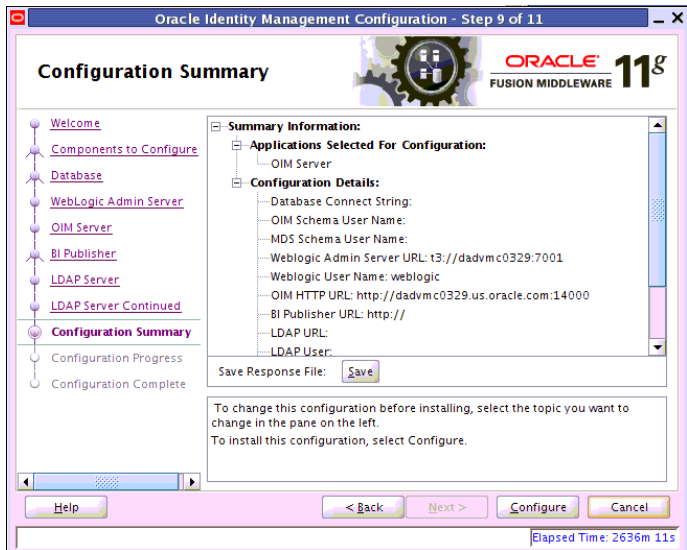 Oracle Identity Management Configuration - Step 9 of 11
Configuration Summary
ORACLE
FUSION MIDDLEWARE 11g
Welcome
Components to Configure
Database
WebLogic Admin Server
OIM Server
BI Publisher
LDAP Server
LDAP Server Continued
Configuration Summary
Configuration Progress
Configuration Complete
Summary Information:
Applications Selected For Configuration:
OIM Server
Configuration Details:
Database Connect String:
OIM Schema User Name:
MDS Schema User Name:
Weblogic Admin Server URL: t3://dadvmc0329:7001
Weblogic User Name: weblogic
OIM HTTP URL: http://dadvmc0329.us.oracle.com:14000
BI Publisher URL: http://
LDAP URL:
LDAP User:
Save Response File: Save
To change this configuration before installing, select the topic you want to
change in the pane on the left.
To install this configuration, select Configure.
Help < Back Next > Configure Cancel
Elapsed Time: 2636m 11s